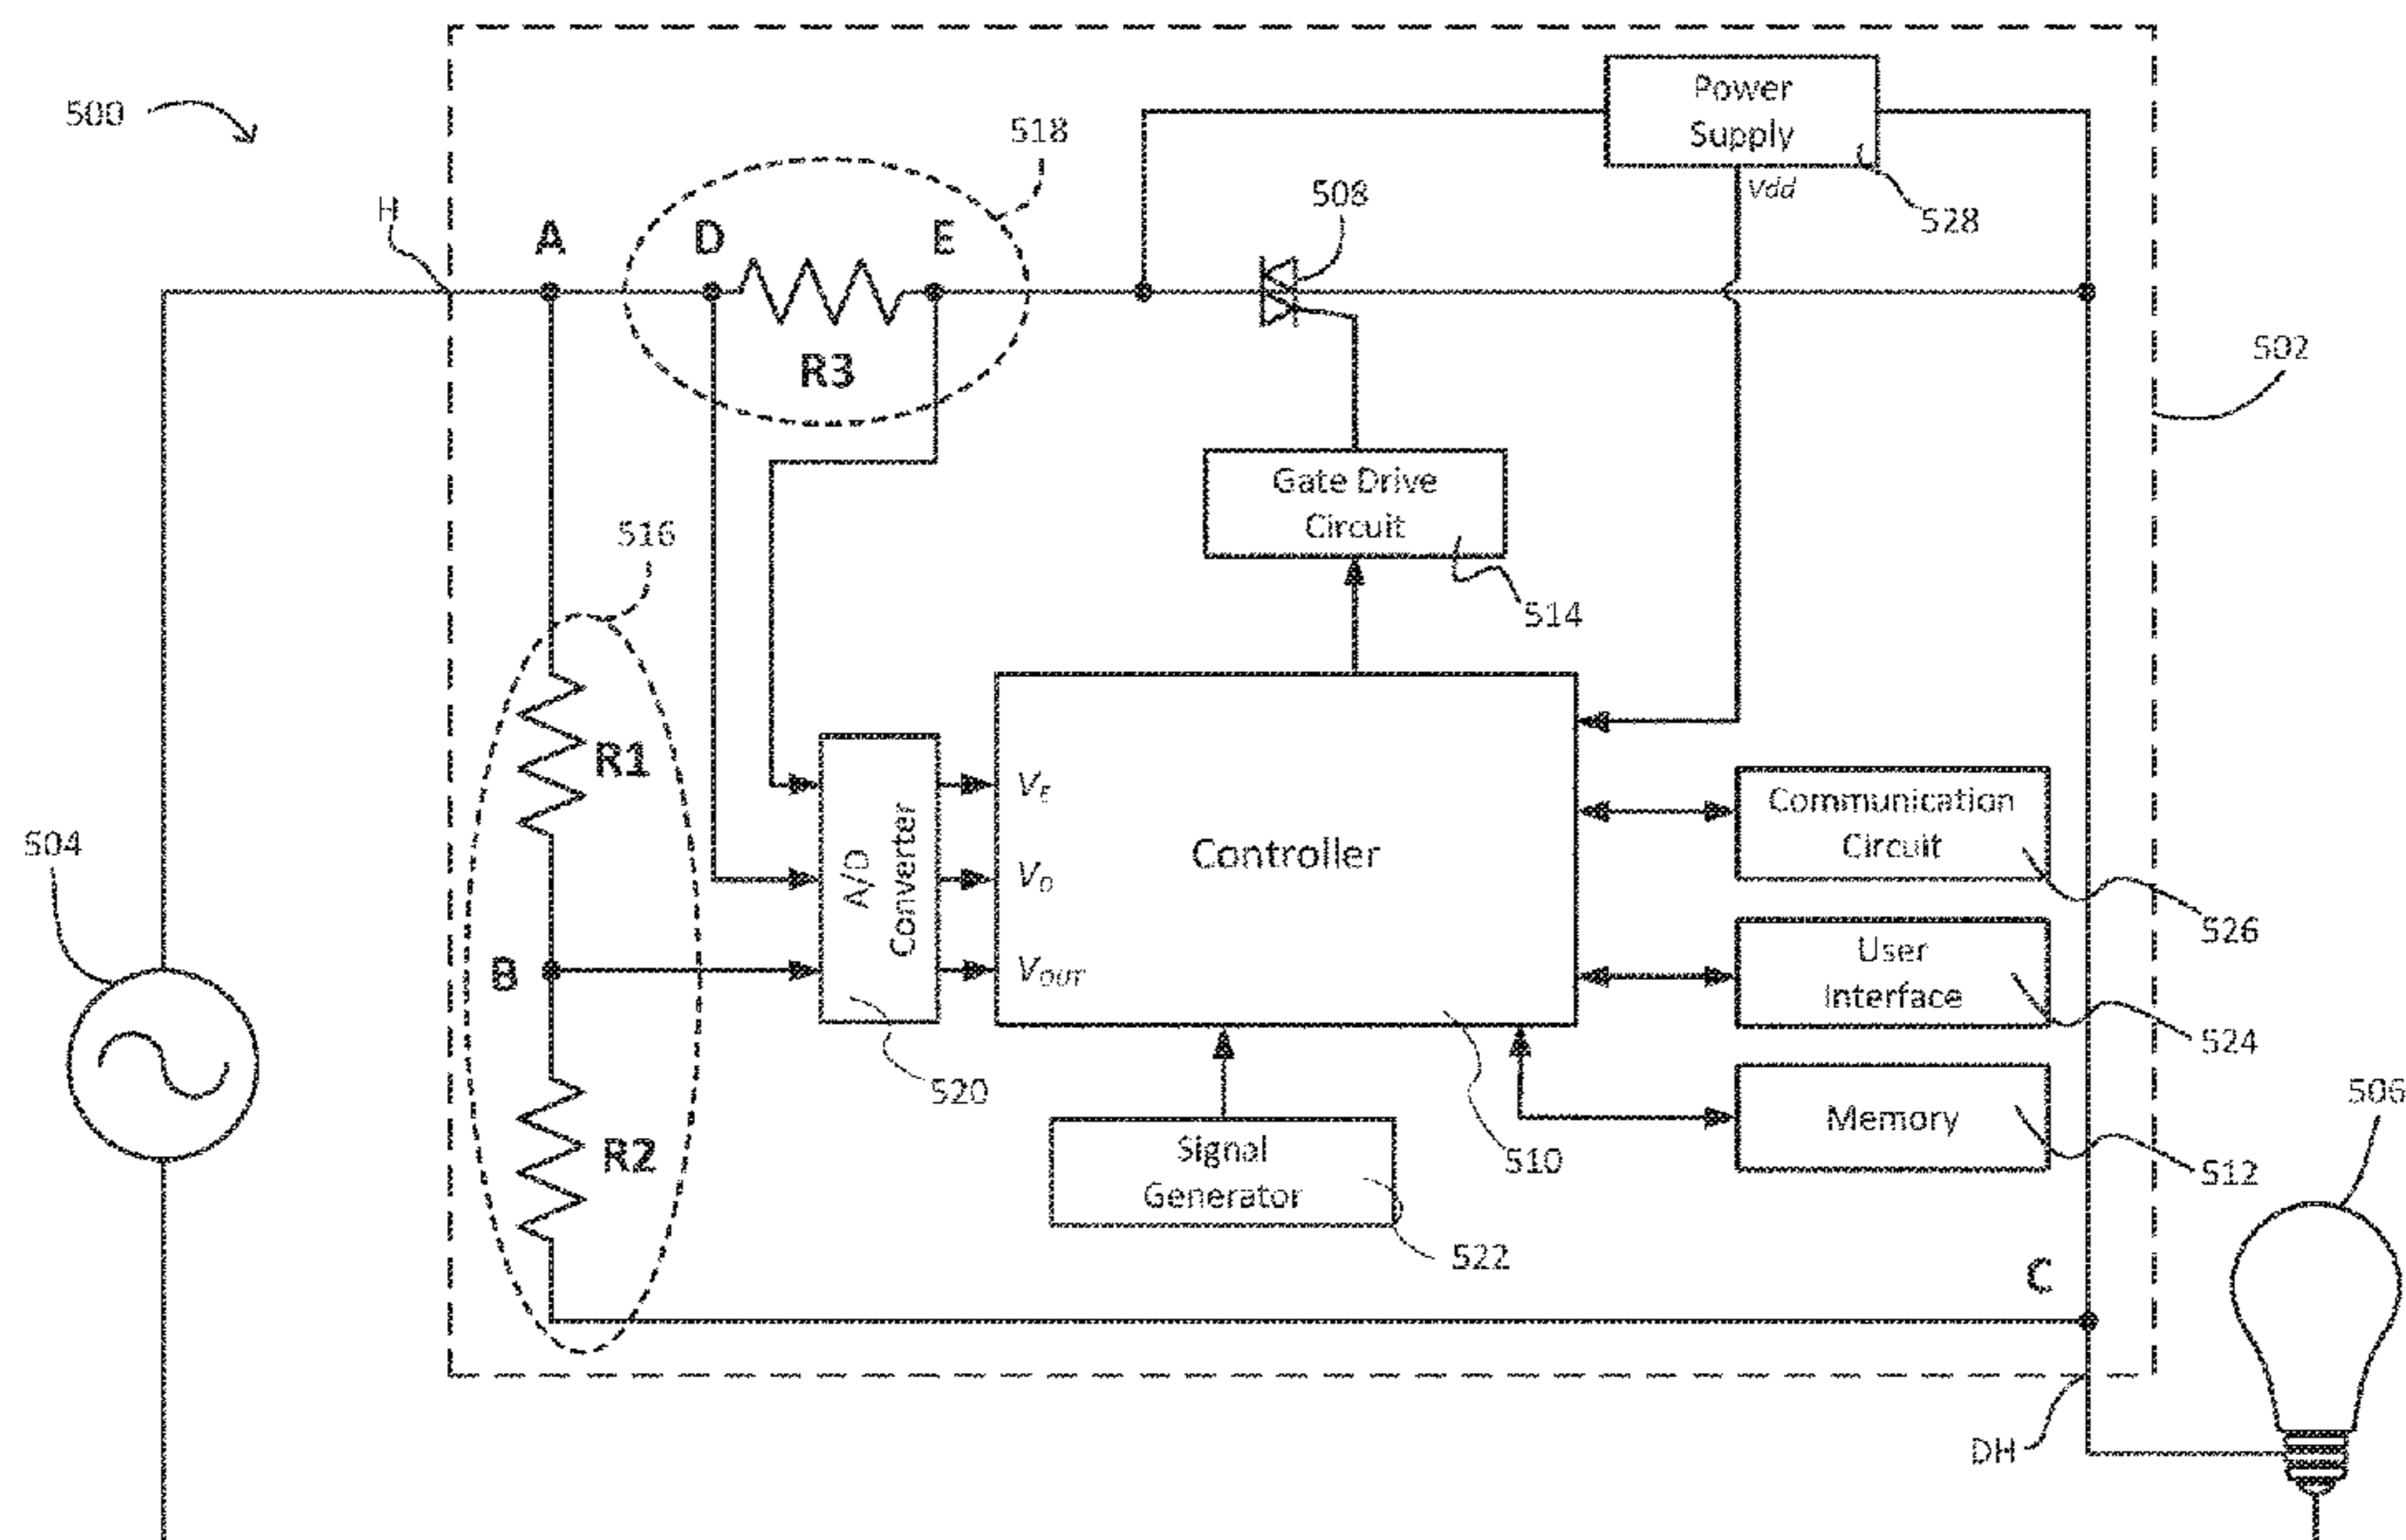 500
518
Power
Supply
Vdd
528
508
H
A
D
E
R3
502
Gate Drive
Circuit
514
516
R1
A/D
Converter
V_E
V_D
V_OUT
Controller
Communication
Circuit
526
504
B
User
Interface
524
520
Memory
512
506
R2
Signal
Generator
522
510
C
DH